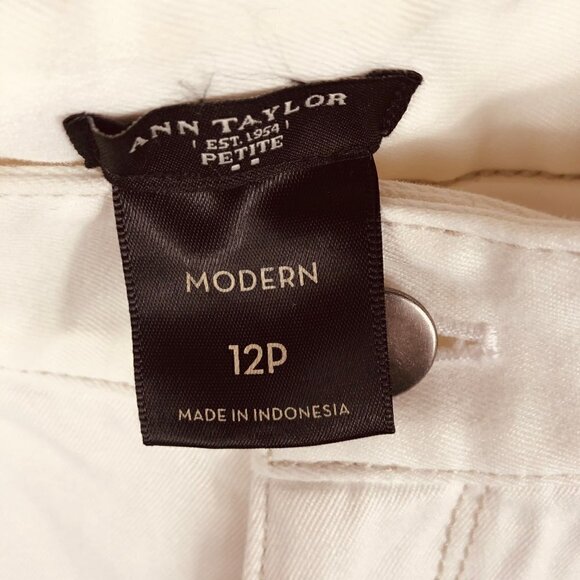 ANN TAYLOR
EST. 1954
PETITE
MODERN
12P
MADE IN INDONESIA